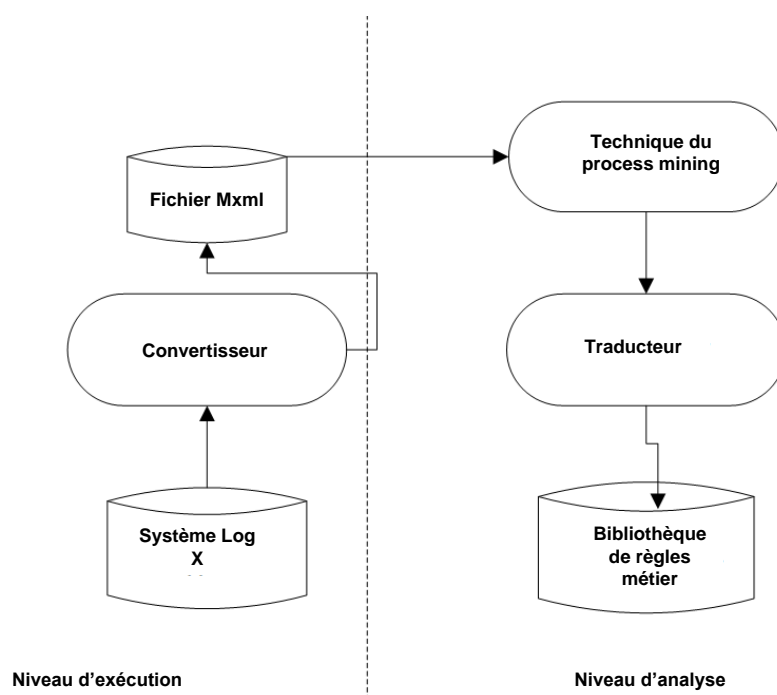 Technique du
process mining
Fichier Mxml
Convertisseur
Traducteur
Système Log
X
Bibliothèque
de règles
métier
Niveau d’exécution
Niveau d’analyse